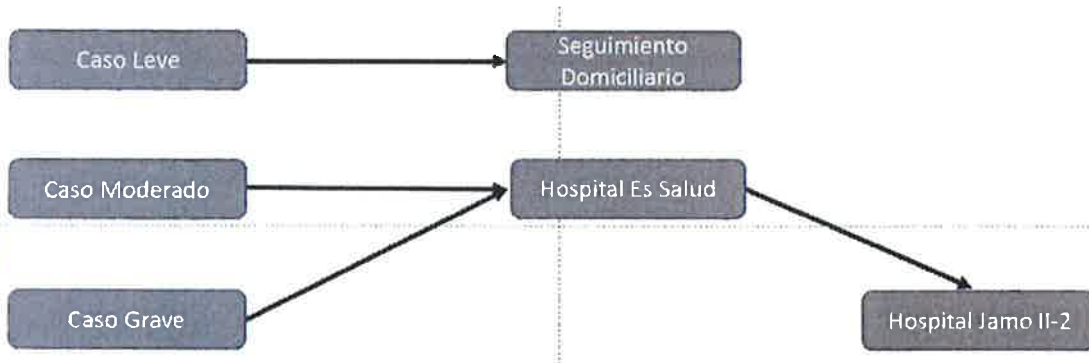 Caso Leve
Seguimiento
Domiciliario
Caso Moderado
Hospital Es Salud
Caso Grave
Hospital Jamo II-2